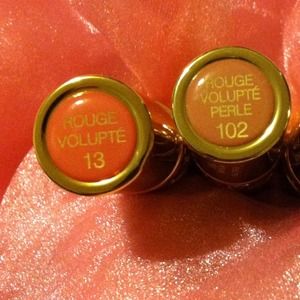 ROUGE
VOLUPTÉ
13
ROUGE
VOLUPTÉ
PERLE
102